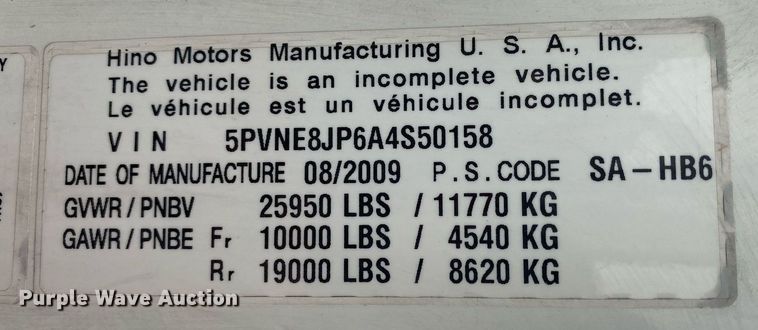 Hino Motors Manufacturing U. S. A., Inc.
The vehicle is an incomplete vehicle.
Le véhicule est un véhicule incomplet.
VIN 5PVNE8JP6A4S50158
DATE OF MANUFACTURE 08/2009 P.S.CODE SA-HB6
GVWR/PNBV 25950 LBS / 11770 KG
GAWR/PNBE Fr 10000 LBS / 4540 KG
Rr 19000 LBS / 8620 KG
Purple Wave Auction